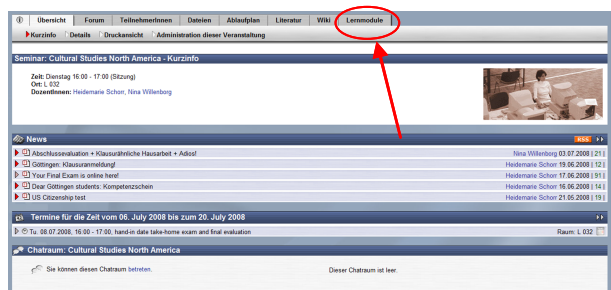 Übersicht Forum TeilnehmerInnen Dateien Ablaufplan Literatur Wiki Lernmodule
Kurzinfo Details Druckansicht Administration dieser Veranstaltung
Seminar: Cultural Studies North America - Kurzinfo
Zeit: Dienstag 16:00 - 17:00 (Sitzung)
Ort: L 032
DozentInnen: Heidemarie Schorr, Nina Willenborg
News RSS
Abschlussevaluation + Klausurähnliche Hausarbeit + Adios! Nina Willenborg 03.07.2008 | 21 |
Göttingen: Klausuranmeldung! Heidemarie Schorr 19.06.2008 | 12 |
Your Final Exam is online here! Heidemarie Schorr 17.06.2008 | 91 |
Dear Göttingen students: Kompetenzschein Heidemarie Schorr 16.06.2008 | 14 |
US Citizenship test Heidemarie Schorr 21.05.2008 | 19 |
Termine für die Zeit vom 06. July 2008 bis zum 20. July 2008
Tu. 08.07.2008, 16:00 - 17:00, hand-in date take-home exam and final evaluation Raum: L 032
Chatraum: Cultural Studies North America
Sie können diesen Chatraum betreten. Dieser Chatraum ist leer.